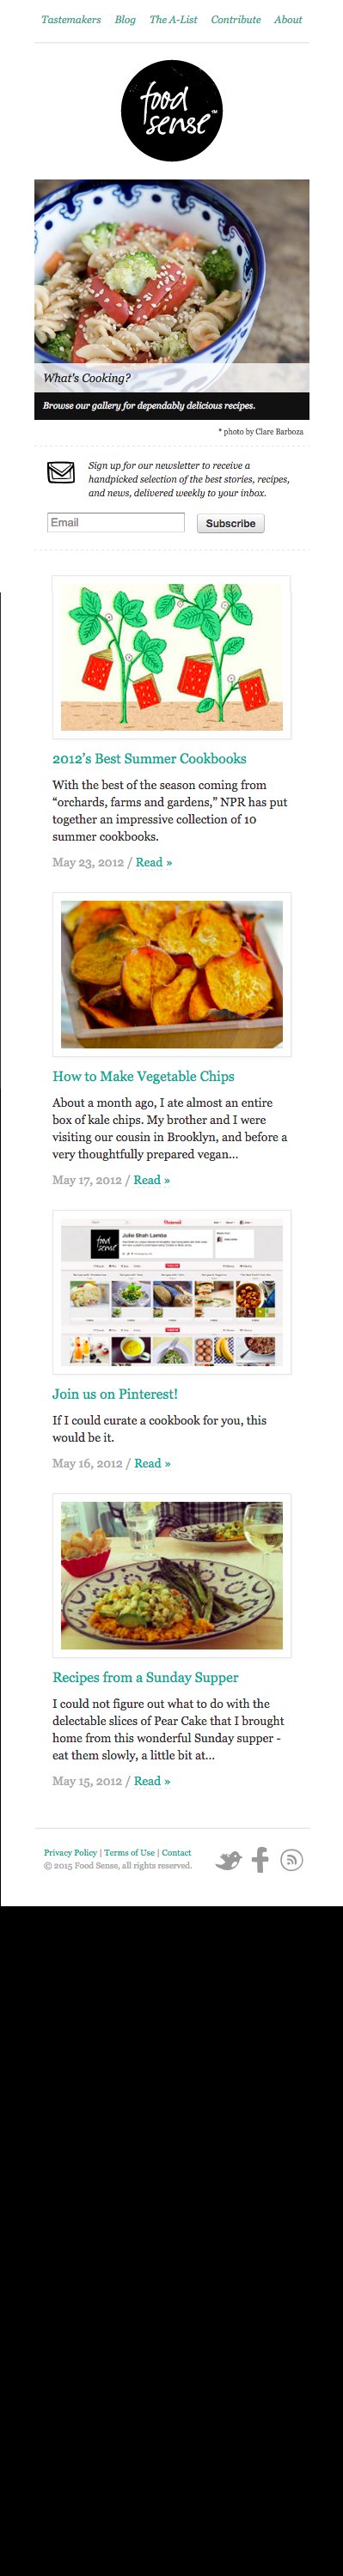 Tastemakers Blog The A-List Contribute About
food
sense™
What's Cooking?
Browse our gallery for dependably delicious recipes.
* photo by Clare Barboza
Sign up for our newsletter to receive a
handpicked selection of the best stories, recipes,
and news, delivered weekly to your inbox.
Email Subscribe
2012’s Best Summer Cookbooks
With the best of the season coming from
“orchards, farms and gardens,” NPR has put
together an impressive collection of 10
summer cookbooks.
May 23, 2012 / Read »
How to Make Vegetable Chips
About a month ago, I ate almost an entire
box of kale chips. My brother and I were
visiting our cousin in Brooklyn, and before a
very thoughtfully prepared vegan...
May 17, 2012 / Read »
Pinterest
food
sense
Julie Shah Lamba
Join us on Pinterest!
If I could curate a cookbook for you, this
would be it.
May 16, 2012 / Read »
Recipes from a Sunday Supper
I could not figure out what to do with the
delectable slices of Pear Cake that I brought
home from this wonderful Sunday supper -
eat them slowly, a little bit at...
May 15, 2012 / Read »
Privacy Policy | Terms of Use | Contact
© 2015 Food Sense, all rights reserved.